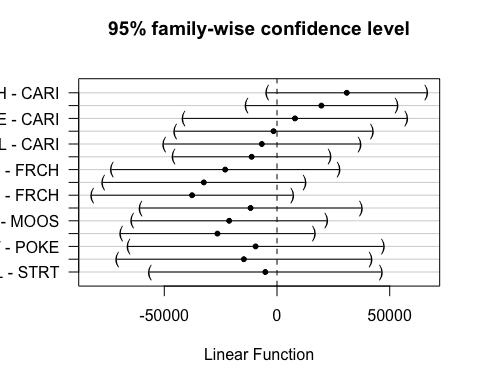 95% family-wise confidence level
H - CARI
E - CARI
L - CARI
- FRCH
- FRCH
- MOOS
- POKE
L - STRT
-50000 0 50000
Linear Function